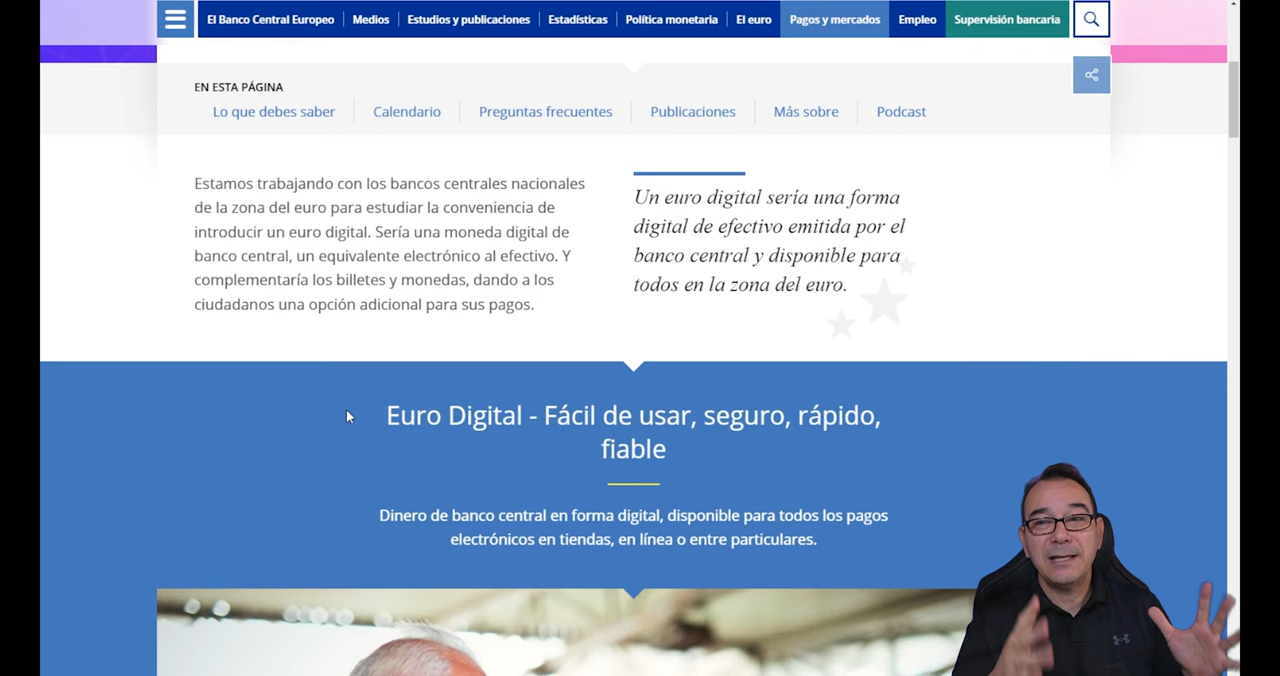 El Banco Central Europeo Medios Estudios y publicaciones Estadísticas Política monetaria El euro Pagos y mercados Empleo Supervisión bancaria
EN ESTA PÁGINA
Lo que debes saber Calendario Preguntas frecuentes Publicaciones Más sobre Podcast
Estamos trabajando con los bancos centrales nacionales
de la zona del euro para estudiar la conveniencia de
introducir un euro digital. Sería una moneda digital de
banco central, un equivalente electrónico al efectivo. Y
complementaría los billetes y monedas, dando a los
ciudadanos una opción adicional para sus pagos.
Un euro digital sería una forma
digital de efectivo emitida por el
banco central y disponible para
todos en la zona del euro.
Euro Digital - Fácil de usar, seguro, rápido,
fiable
Dinero de banco central en forma digital, disponible para todos los pagos
electrónicos en tiendas, en línea o entre particulares.